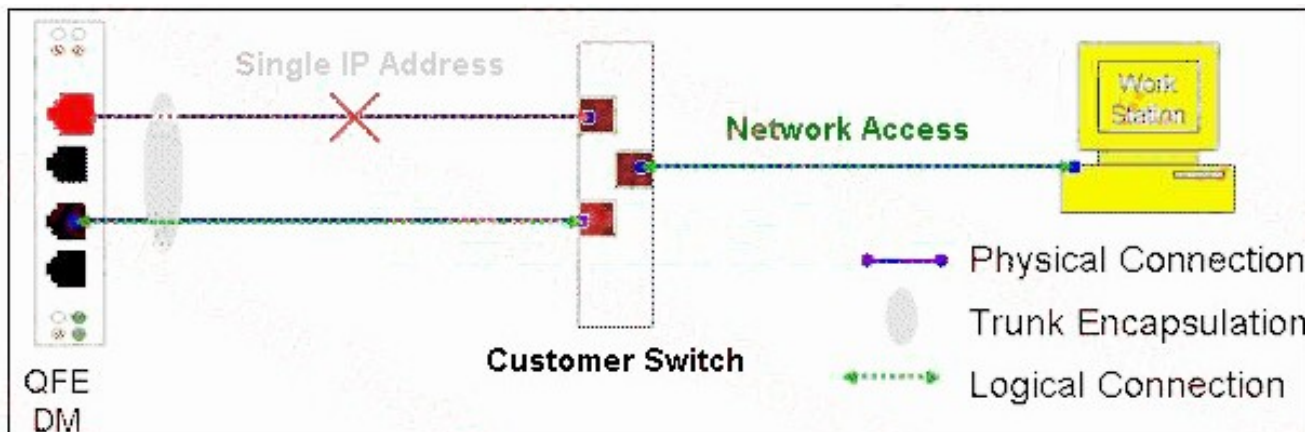 Single IP Address
Work
Station
Network Access
Physical Connection
Trunk Encapsulation
Customer Switch
Logical Connection
QFE
DM